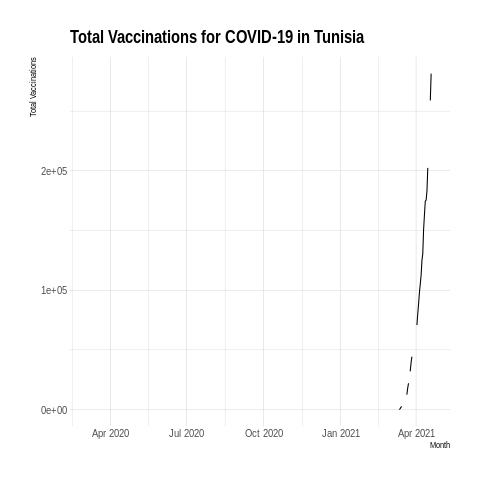 Total Vaccinations for COVID-19 in Tunisia
Total Vaccinations
2e+05
1e+05
0e+00
Apr 2020 Jul 2020 Oct 2020 Jan 2021 Apr 2021
Month